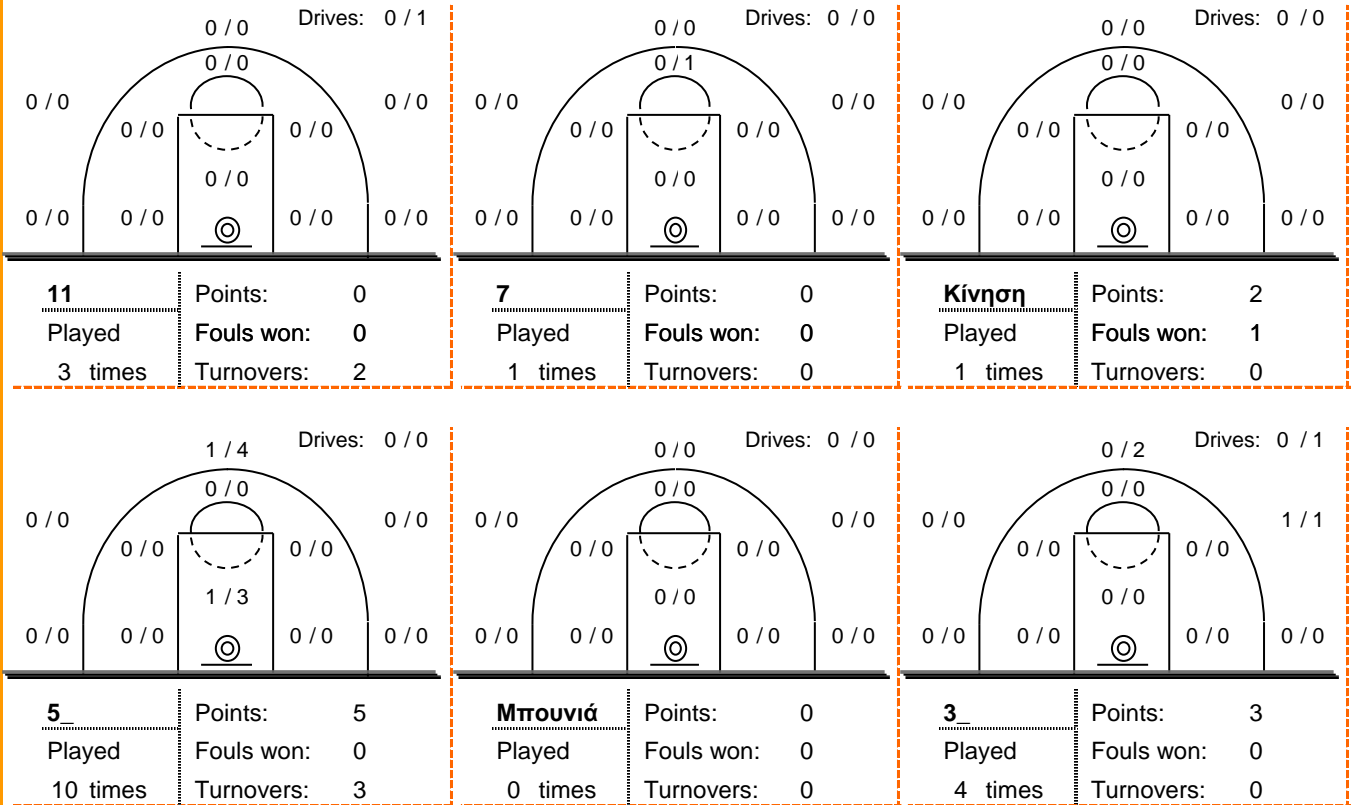 Drives: 0 / 1
0 / 0
0 / 0
0 / 0 0 / 0
0 / 0 0 / 0
0 / 0
0 / 0 0 / 0 0 / 0 0 / 0
11 Points: 0
Played Fouls won: 0
3 times Turnovers: 2
Drives: 0 / 0
0 / 0
0 / 1
0 / 0 0 / 0
0 / 0 0 / 0
0 / 0
0 / 0 0 / 0 0 / 0 0 / 0
7 Points: 0
Played Fouls won: 0
1 times Turnovers: 0
Drives: 0 / 0
0 / 0
0 / 0
0 / 0 0 / 0
0 / 0 0 / 0
0 / 0
0 / 0 0 / 0 0 / 0 0 / 0
Κίνηση Points: 2
Played Fouls won: 1
1 times Turnovers: 0
Drives: 0 / 0
1 / 4
0 / 0
0 / 0 0 / 0
0 / 0 0 / 0
1 / 3
0 / 0 0 / 0 0 / 0 0 / 0
5_ Points: 5
Played Fouls won: 0
10 times Turnovers: 3
Drives: 0 / 0
0 / 0
0 / 0
0 / 0 0 / 0
0 / 0 0 / 0
0 / 0
0 / 0 0 / 0 0 / 0 0 / 0
Μπουνιά Points: 0
Played Fouls won: 0
0 times Turnovers: 0
Drives: 0 / 1
0 / 2
0 / 0
0 / 0 1 / 1
0 / 0 0 / 0
0 / 0
0 / 0 0 / 0 0 / 0 0 / 0
3_ Points: 3
Played Fouls won: 0
4 times Turnovers: 0